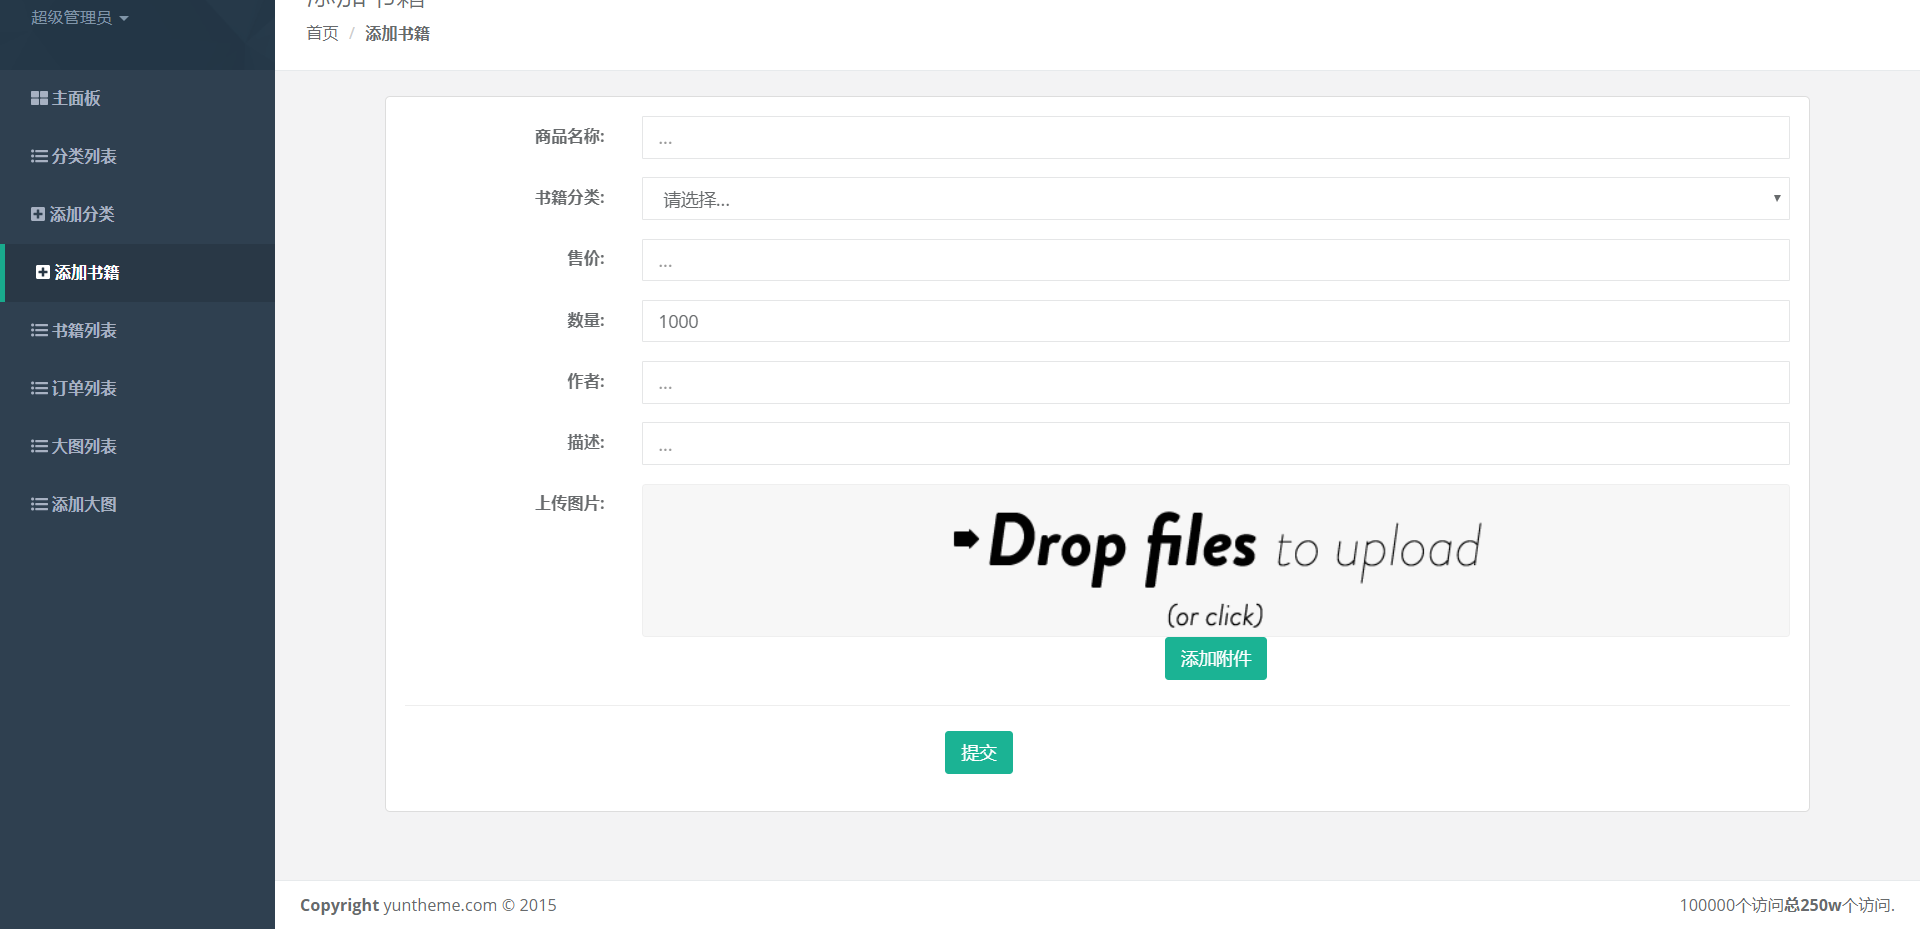 超级管理员
首页 / 添加书籍
主面板
分类列表
添加分类
添加书籍
书籍列表
订单列表
大图列表
添加大图
商品名称:
...
书籍分类:
请选择...
售价:
...
数量:
1000
作者:
...
描述:
...
上传图片:
Drop files to upload
(or click)
添加附件
提交
Copyright yuntheme.com © 2015
100000个访问总250w个访问.